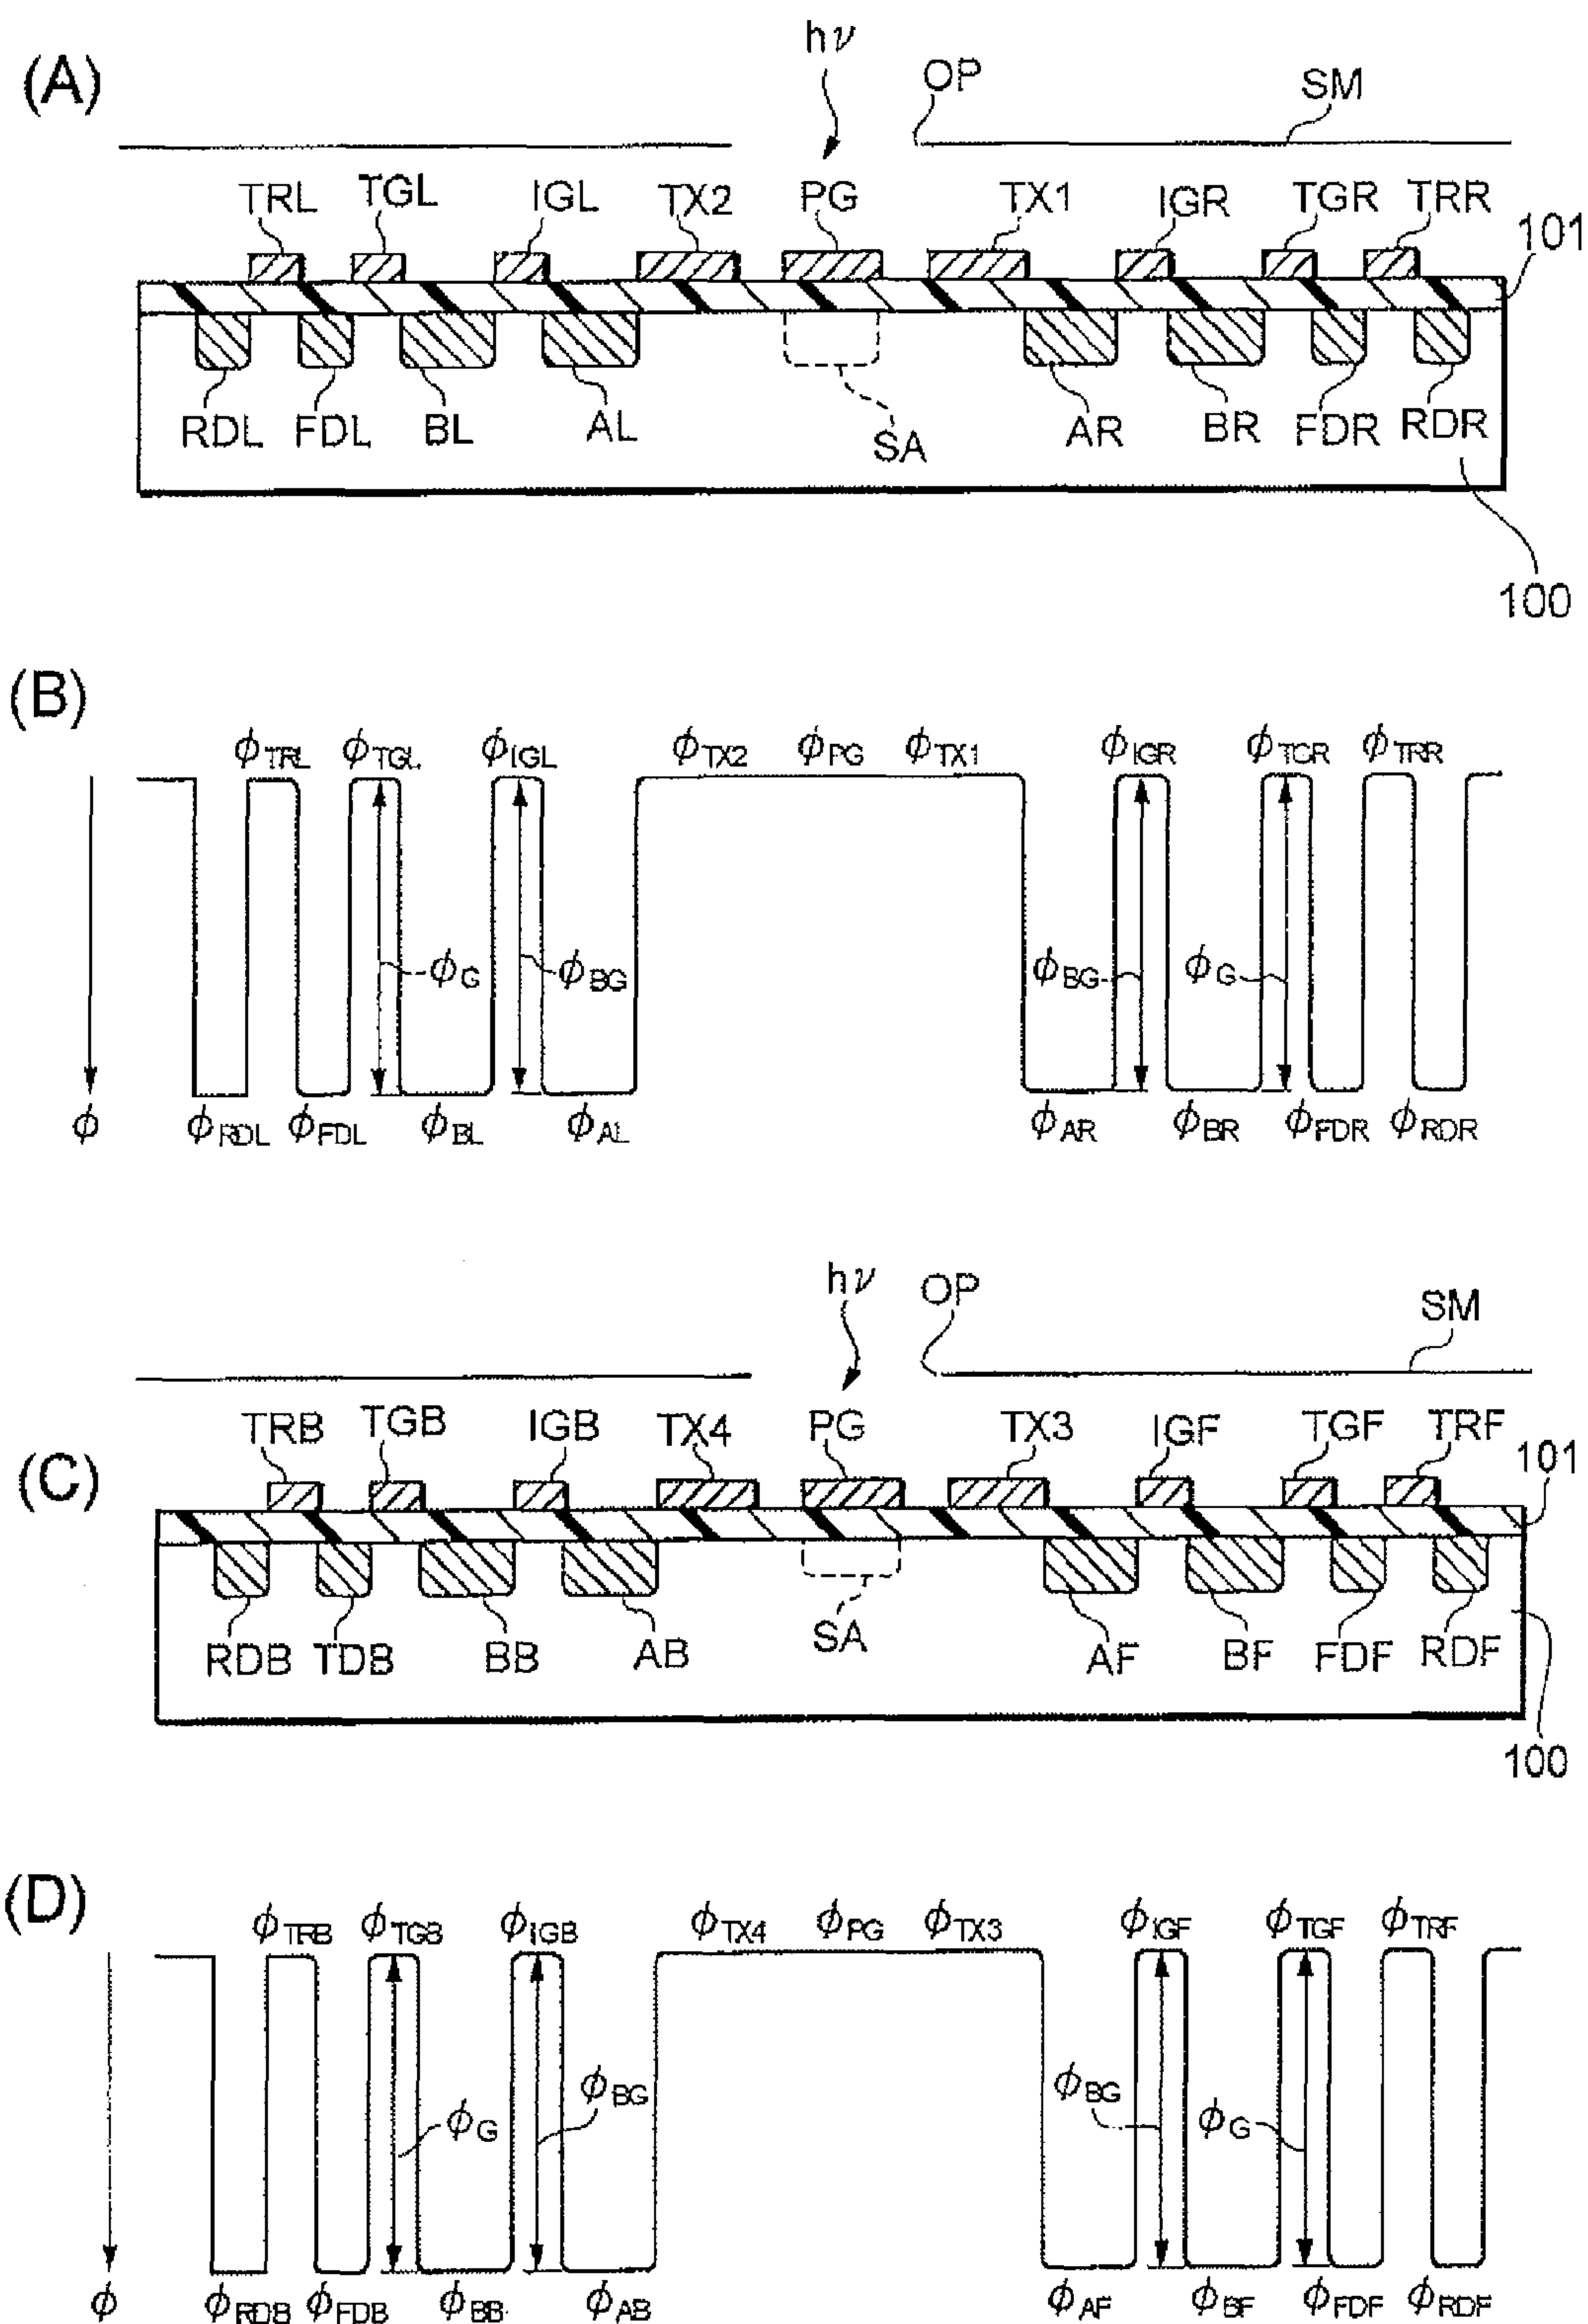 (A)
hν
OP
SM
TRL TGL IGL TX2 PG TX1 IGR TGR TRR
101
RDL FDL BL AL SA AR BR FDR RDR
100
(B)
ϕTRL ϕTGL ϕIGL ϕTX2 ϕPG ϕTX1 ϕIGR ϕTGR ϕTRR
ϕG ϕBG ϕBG ϕG
ϕ ϕRDL ϕFDL ϕBL ϕAL ϕAR ϕBR ϕFDR ϕRDR
hν
OP
SM
(C)
TRB TGB IGB TX4 PG TX3 IGF TGF TRF
101
RDB TDB BB AB SA AF BF FDF RDF
100
(D)
ϕTRB ϕTGB ϕIGB ϕTX4 ϕPG ϕTX3 ϕIGF ϕTGF ϕTRF
ϕG ϕBG ϕBG ϕG
ϕ ϕRDB ϕFDB ϕBB ϕAB ϕAF ϕBF ϕFDF ϕRDF